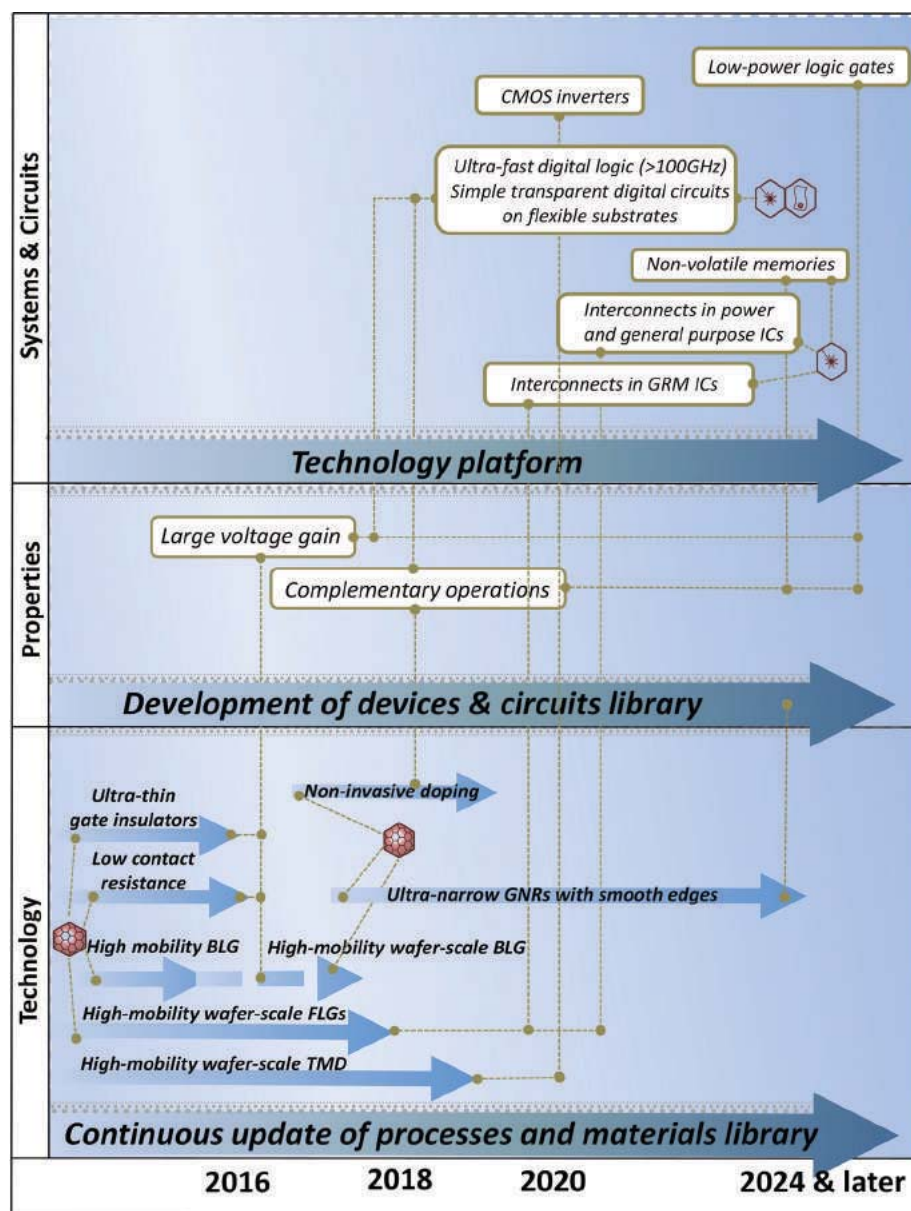 Systems & Circuits
Low-power logic gates
CMOS inverters
Ultra-fast digital logic (>100GHz)
Simple transparent digital circuits
on flexible substrates
Non-volatile memories
Interconnects in power
and general purpose ICs
Interconnects in GRM ICs
Technology platform
Properties
Large voltage gain
Complementary operations
Development of devices & circuits library
Technology
Non-invasive doping
Ultra-thin
gate insulators
Low contact
resistance
Ultra-narrow GNRs with smooth edges
High mobility BLG
High-mobility wafer-scale BLG
High-mobility wafer-scale FLGs
High-mobility wafer-scale TMD
Continuous update of processes and materials library
2016 2018 2020 2024 & later